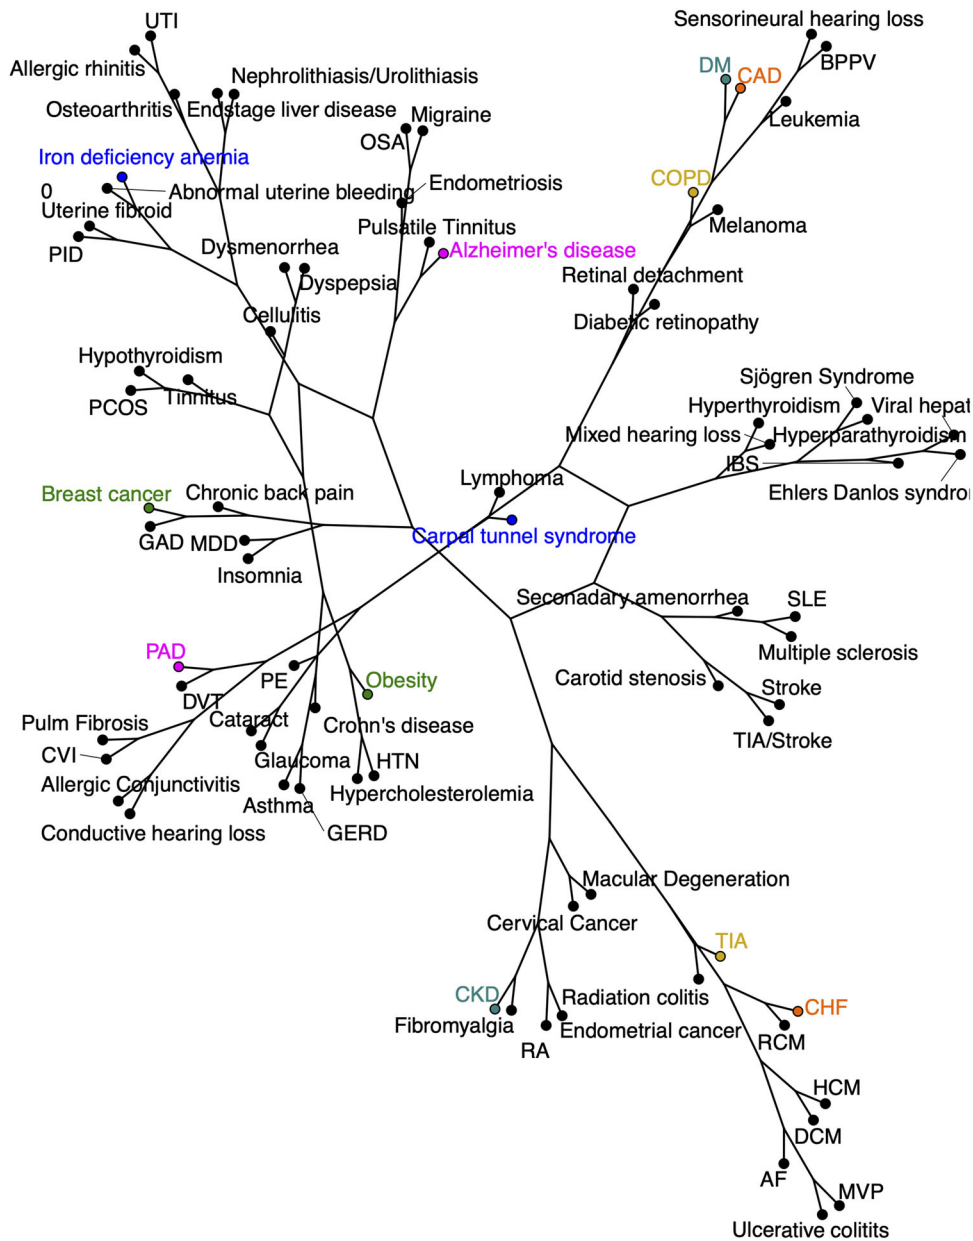 UTI
Sensorineural hearing loss
Allergic rhinitis
Nephrolithiasis/Urolithiasis
DM
CAD
BPPV
Osteoarthritis
Endstage liver disease
Migraine
OSA
Leukemia
Iron deficiency anemia
0
Abnormal uterine bleeding
Endometriosis
COPD
Uterine fibroid
Pulsatile Tinnitus
Melanoma
PID
Dysmenorrhea
Alzheimer's disease
Dyspepsia
Retinal detachment
Cellulitis
Diabetic retinopathy
Hypothyroidism
Sjögren Syndrome
PCOS
Tinnitus
Hyperthyroidism
Viral hepat
Mixed hearing loss
Hyperparathyroidism
IBS
Lymphoma
Breast cancer
Chronic back pain
Ehlers Danlos syndro
GAD
MDD
Carpal tunnel syndrome
Insomnia
Seconadary amenorrhea
SLE
PAD
Multiple sclerosis
PE
Obesity
Carotid stenosis
Stroke
DVT
Pulm Fibrosis
Cataract
Crohn's disease
TIA/Stroke
CVI
Glaucoma
HTN
Allergic Conjunctivitis
Hypercholesterolemia
Asthma
Conductive hearing loss
GERD
Macular Degeneration
Cervical Cancer
TIA
CKD
Radiation colitis
CHF
Fibromyalgia
Endometrial cancer
RA
RCM
HCM
DCM
AF
MVP
Ulcerative colitits